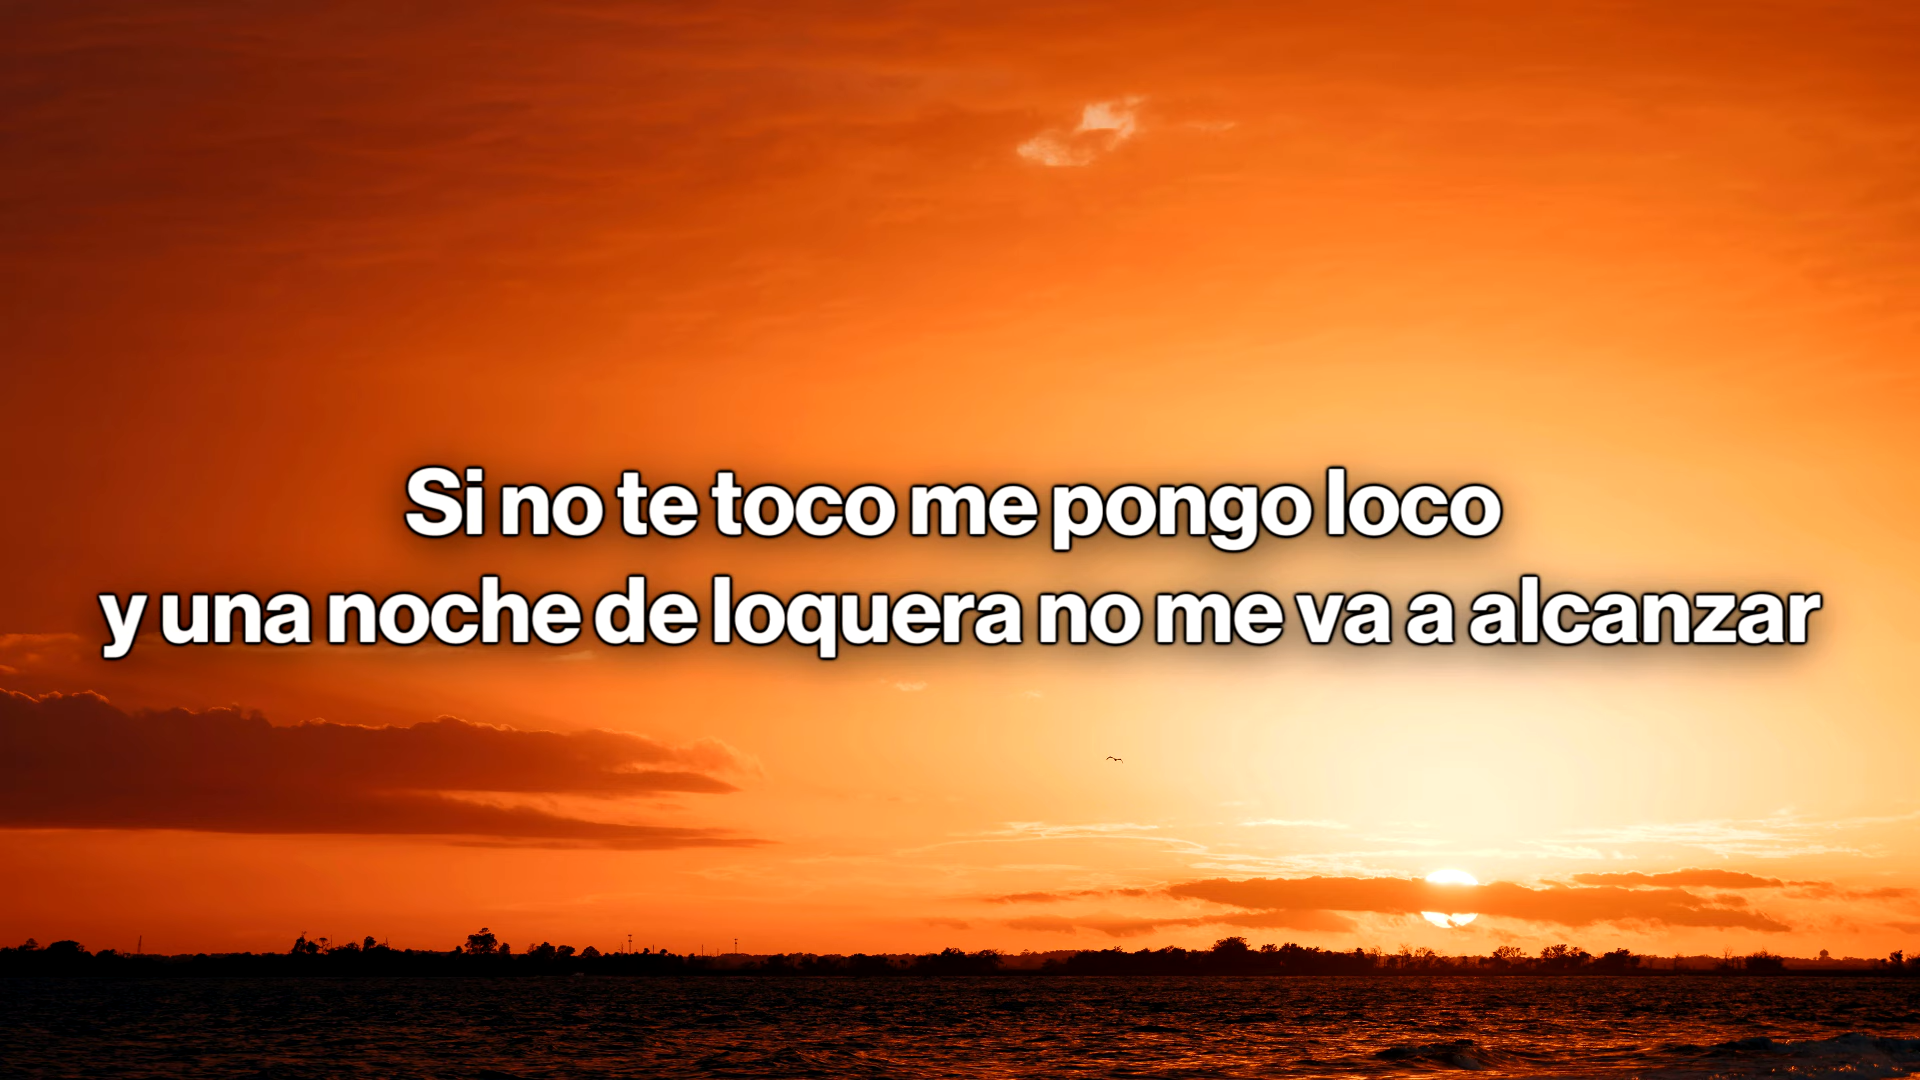 Si no te toco me pongo loco
y una noche de loquera no me va a alcanzar